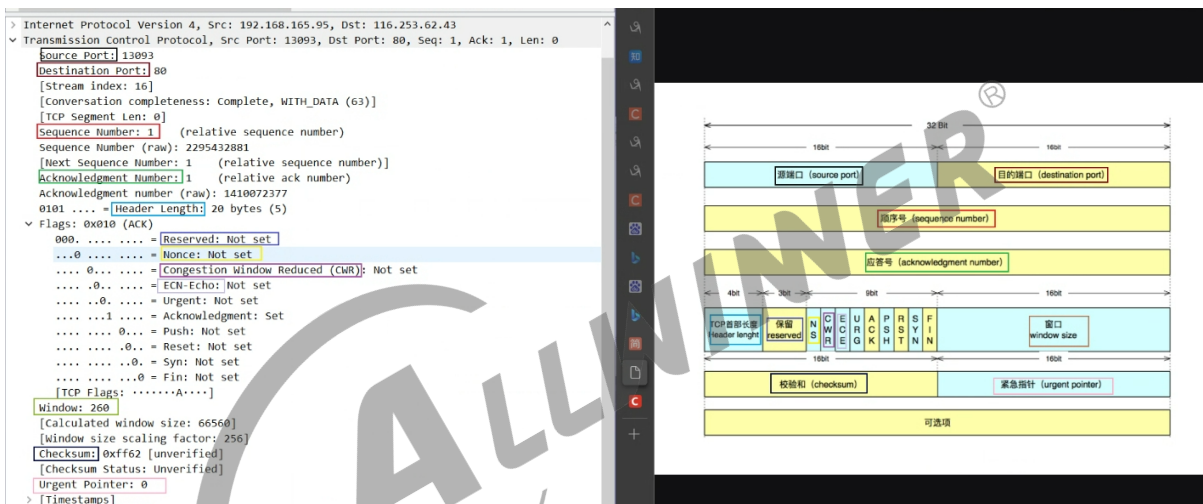 Internet Protocol Version 4, Src: 192.168.165.95, Dst: 116.253.62.43
Transmission Control Protocol, Src Port: 13093, Dst Port: 80, Seq: 1, Ack: 1, Len: 0
Source Port: 13093
Destination Port: 80
[Stream index: 16]
[Conversation completeness: Complete, WITH_DATA (63)]
[TCP Segment Len: 0]
Sequence Number: 1    (relative sequence number)
Sequence Number (raw): 2295432881
[Next Sequence Number: 1    (relative sequence number)]
Acknowledgment Number: 1    (relative ack number)
Acknowledgment number (raw): 1410072377
0101 .... = Header Length: 20 bytes (5)
Flags: 0x010 (ACK)
000. .... .... = Reserved: Not set
...0 .... .... = Nonce: Not set
.... 0... .... = Congestion Window Reduced (CWR): Not set
.... .0.. .... = ECN-Echo: Not set
.... ..0. .... = Urgent: Not set
.... ...1 .... = Acknowledgment: Set
.... .... 0... = Push: Not set
.... .... .0.. = Reset: Not set
.... .... ..0. = Syn: Not set
.... .... ...0 = Fin: Not set
[TCP Flags: ·······A····]
Window: 260
[Calculated window size: 66560]
[Window size scaling factor: 256]
Checksum: 0xff62 [unverified]
[Checksum Status: Unverified]
Urgent Pointer: 0
[Timestamps]
知
C
C
简
C
32 Bit
16bit 16bit
源端口（source port） 目的端口（destination port）
顺序号（sequence number）
应答号（acknowledgment number）
4bit 3bit 9bit 16bit
TCP首部长度 Header lenght 保留 reserved NS CWR ECE URG ACK PSH RST SYN FIN 窗口 window size
16bit 16bit
校验和（checksum） 紧急指针（urgent pointer）
可选项
ALLWINNER®